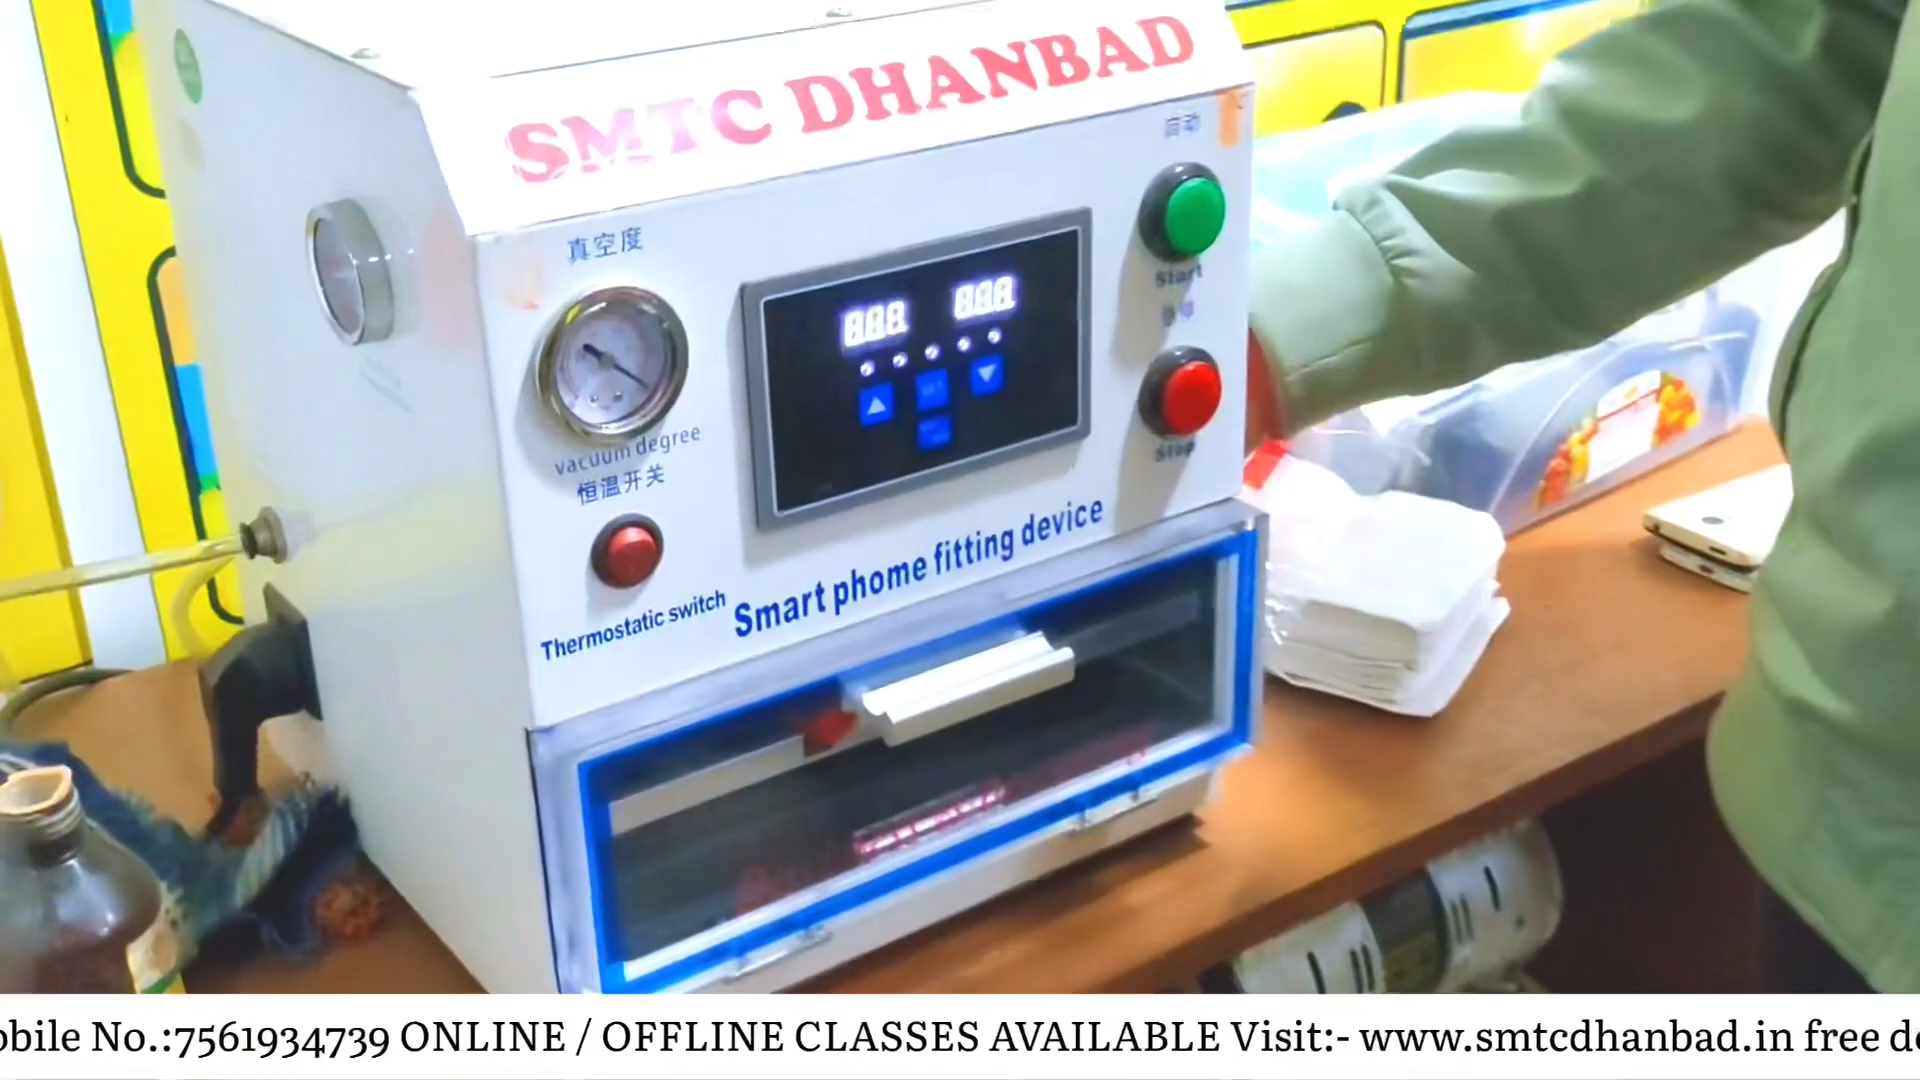 SMTC DHANBAD
启动
真空度
Start
vacuum degree
恒温开关
Stop
Smart phome fitting device
Thermostatic switch
obile No.:7561934739 ONLINE / OFFLINE CLASSES AVAILABLE Visit:- www.smtcdhanbad.in free de